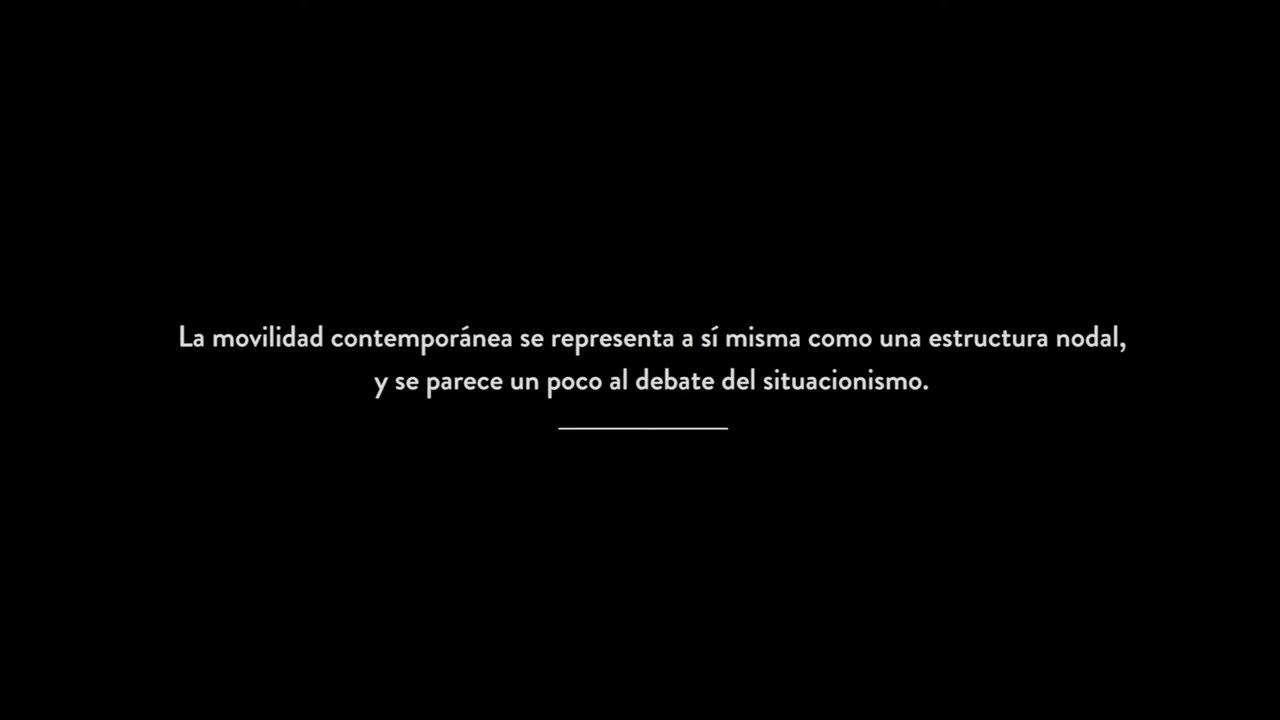 La movilidad contemporánea se representa a sí misma como una estructura nodal,
y se parece un poco al debate del situacionismo.